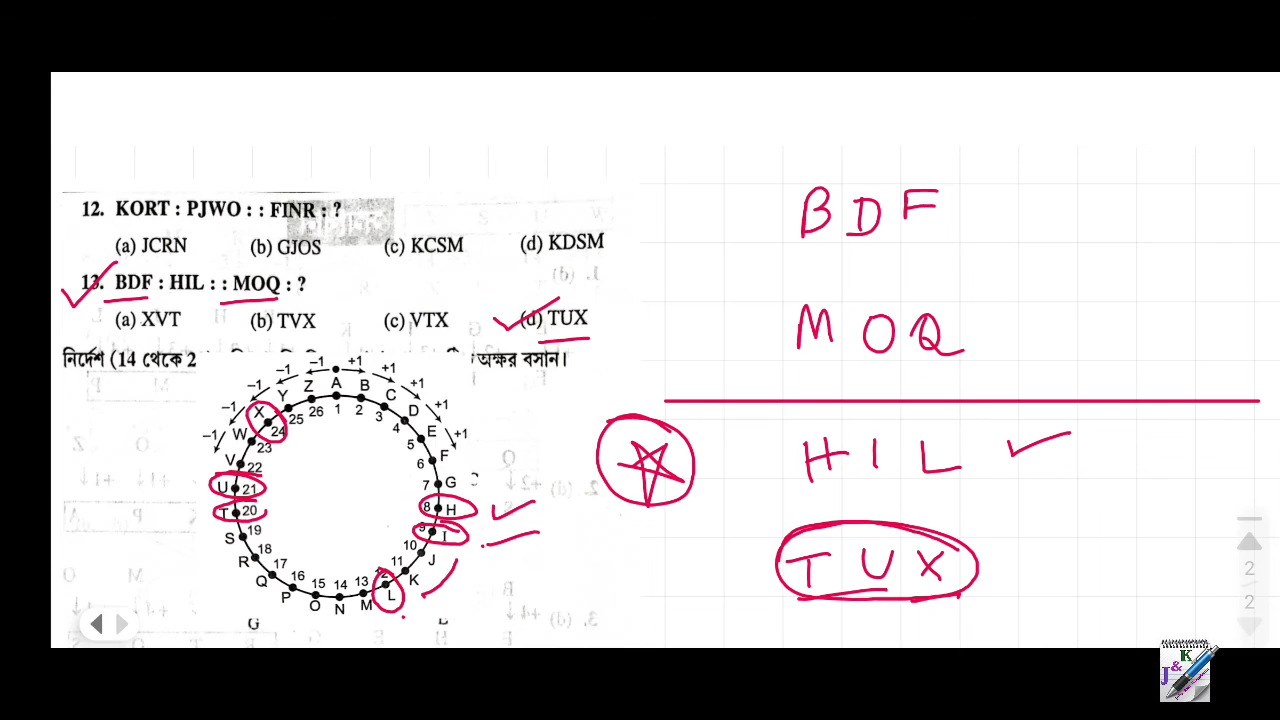 12. KORT : PJWO : : FINR : ?
(a) JCRN (b) GJOS (c) KCSM (d) KDSM
13. BDF : HIL : : MOQ : ?
(a) XVT (b) TVX (c) VTX (d) TUX
নির্দেশ (14 থেকে 2
অক্ষর বসান।
–1 –1 –1 –1 –1 +1 +1 +1 +1 +1
A 1
B 2
C 3
D 4
E 5
F 6
G 7
H 8
I 9
J 10
K 11
L 12
M 13
N 14
O 15
P 16
Q 17
R 18
S 19
T 20
U 21
V 22
W 23
X 24
Y 25
Z 26
BDF
MOQ
HIL
TUX
2
2
J&K